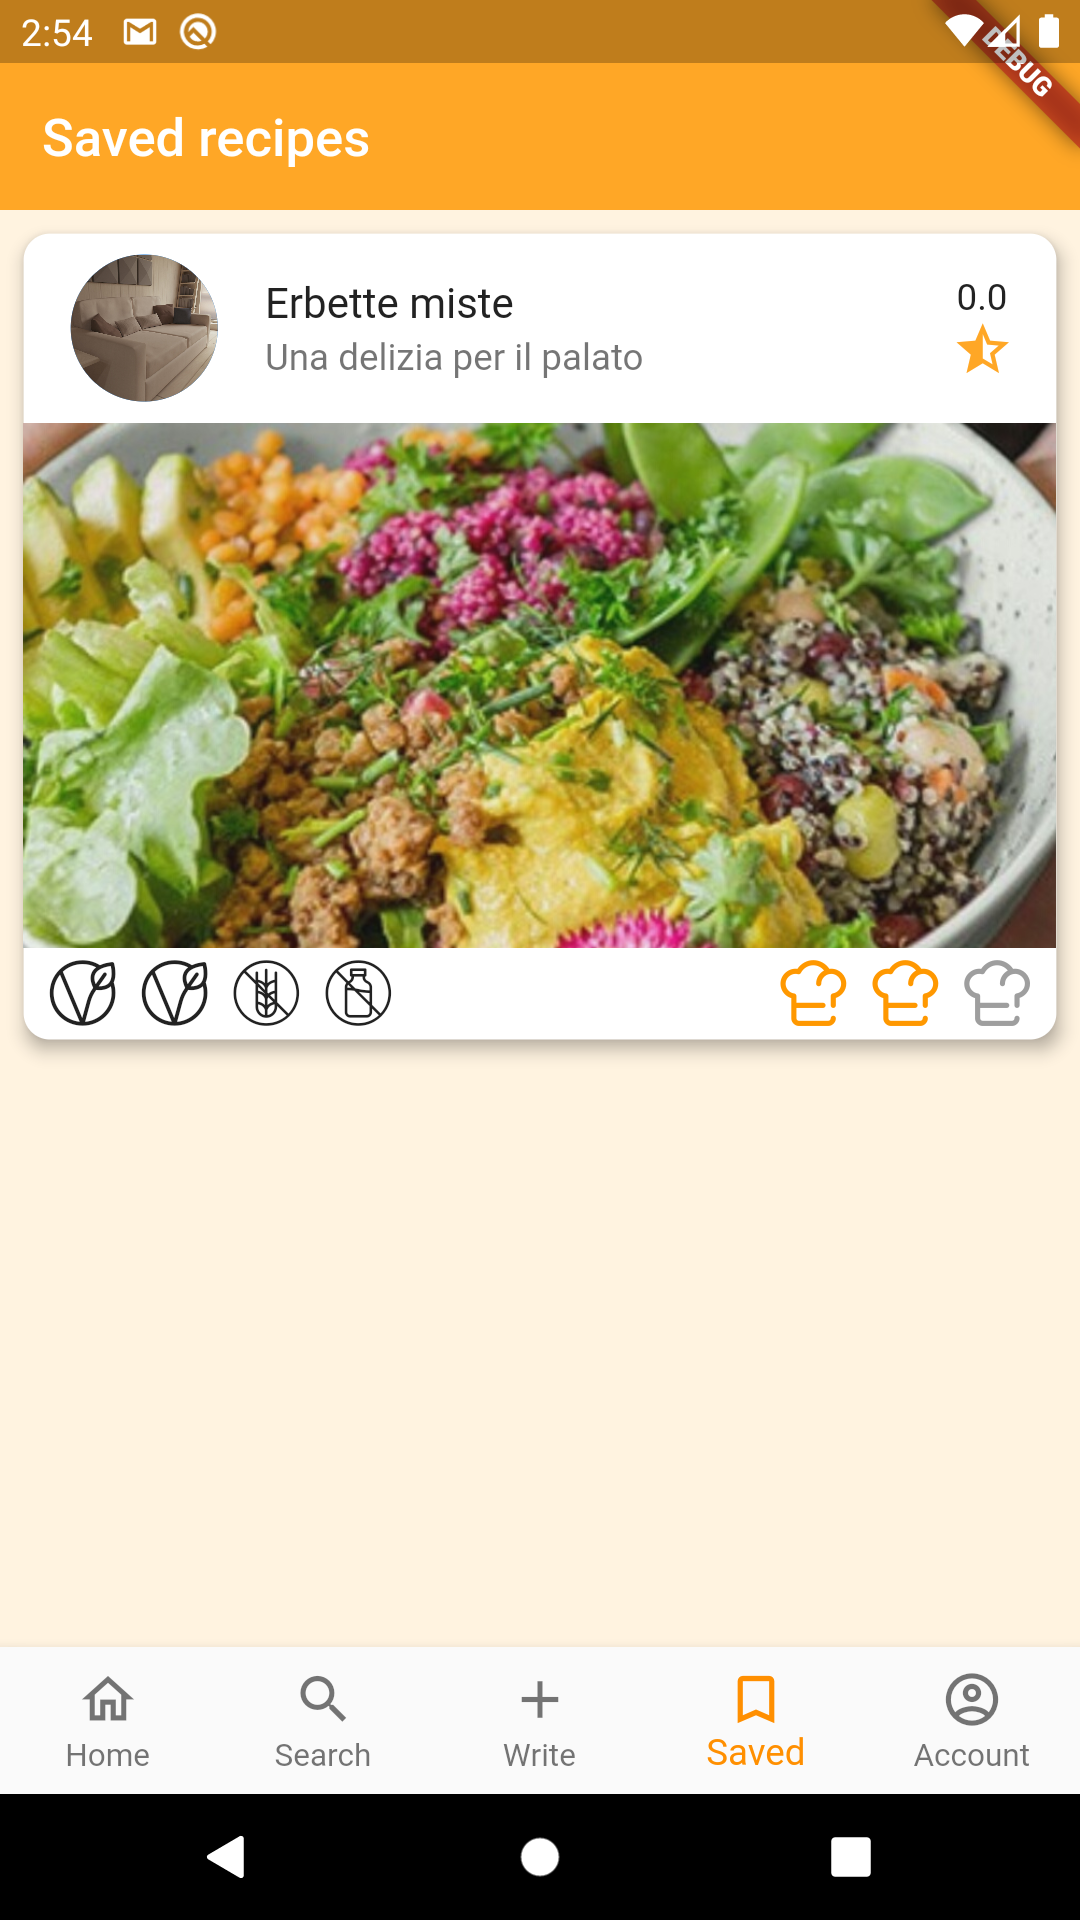 2:54
DEBUG
Saved recipes
Erbette miste
Una delizia per il palato
0.0
Home
Search
Write
Saved
Account